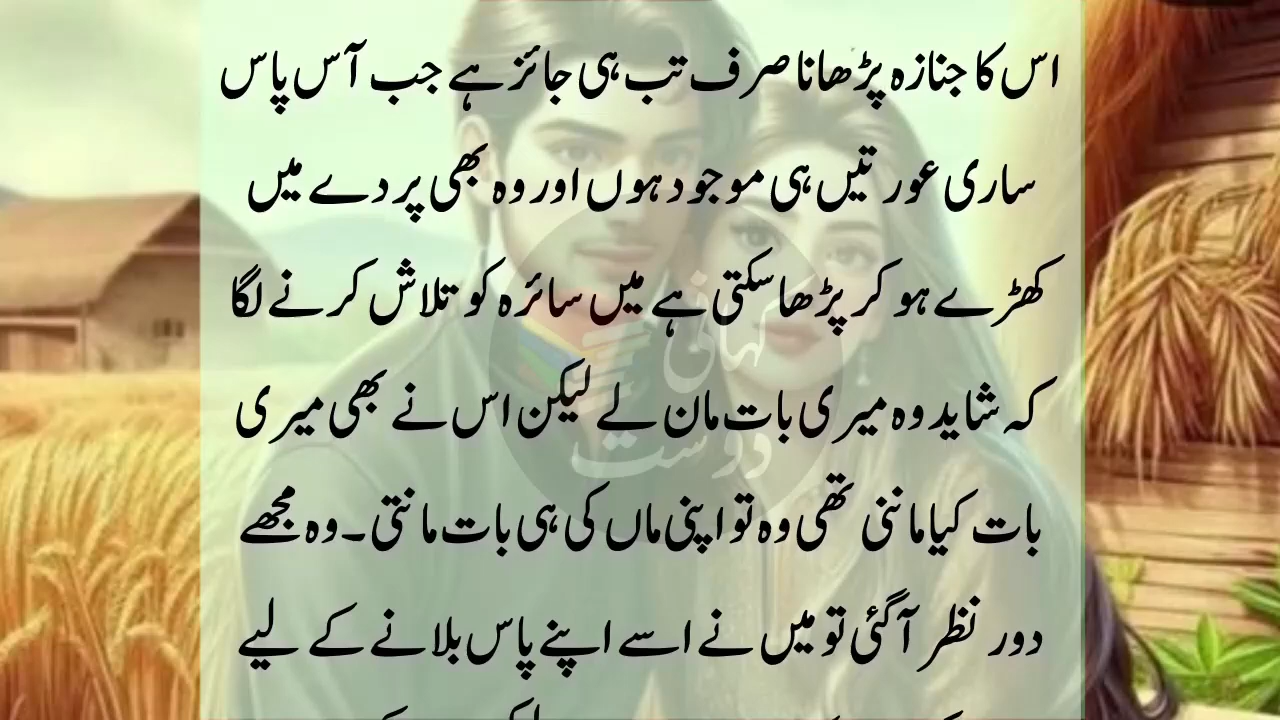 اس کا جنازہ پڑھانا صرف تب ہی جائز ہے جب آس پاس
ساری عورتیں ہی موجود ہوں اور وہ بھی پردے میں
کھڑے ہو کر پڑھا سکتی ہے میں سائرہ کو تلاش کرنے لگا
کہ شاید وہ میری بات مان لے لیکن اس نے بھی میری
بات کیا ماننی تھی وہ تو اپنی ماں کی ہی بات مانتی۔ وہ مجھے
دور نظر آگئی تو میں نے اسے اپنے پاس بلانے کے لیے
کہانی
دوست